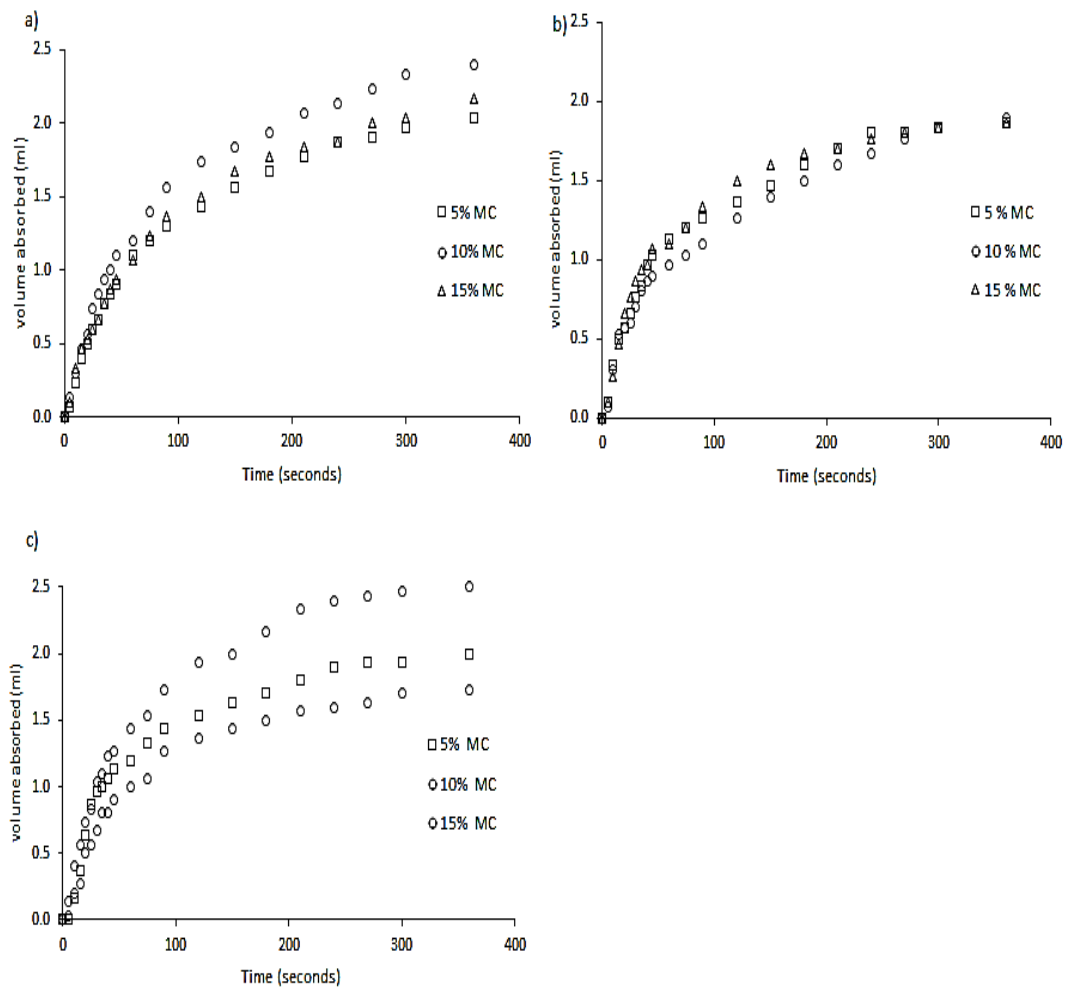 a)
2.5
2.0
1.5
1.0
0.5
0.0
0 100 200 300 400
volume absorbed (ml)
Time (seconds)
5% MC
10% MC
15% MC
b)
2.5
2.0
1.5
1.0
0.5
0.0
0 100 200 300 400
volume absorbed (ml)
Time (seconds)
5 % MC
10 % MC
15 % MC
c)
2.5
2.0
1.5
1.0
0.5
0.0
0 100 200 300 400
volume absorbed (ml)
Time (seconds)
5% MC
10% MC
15% MC